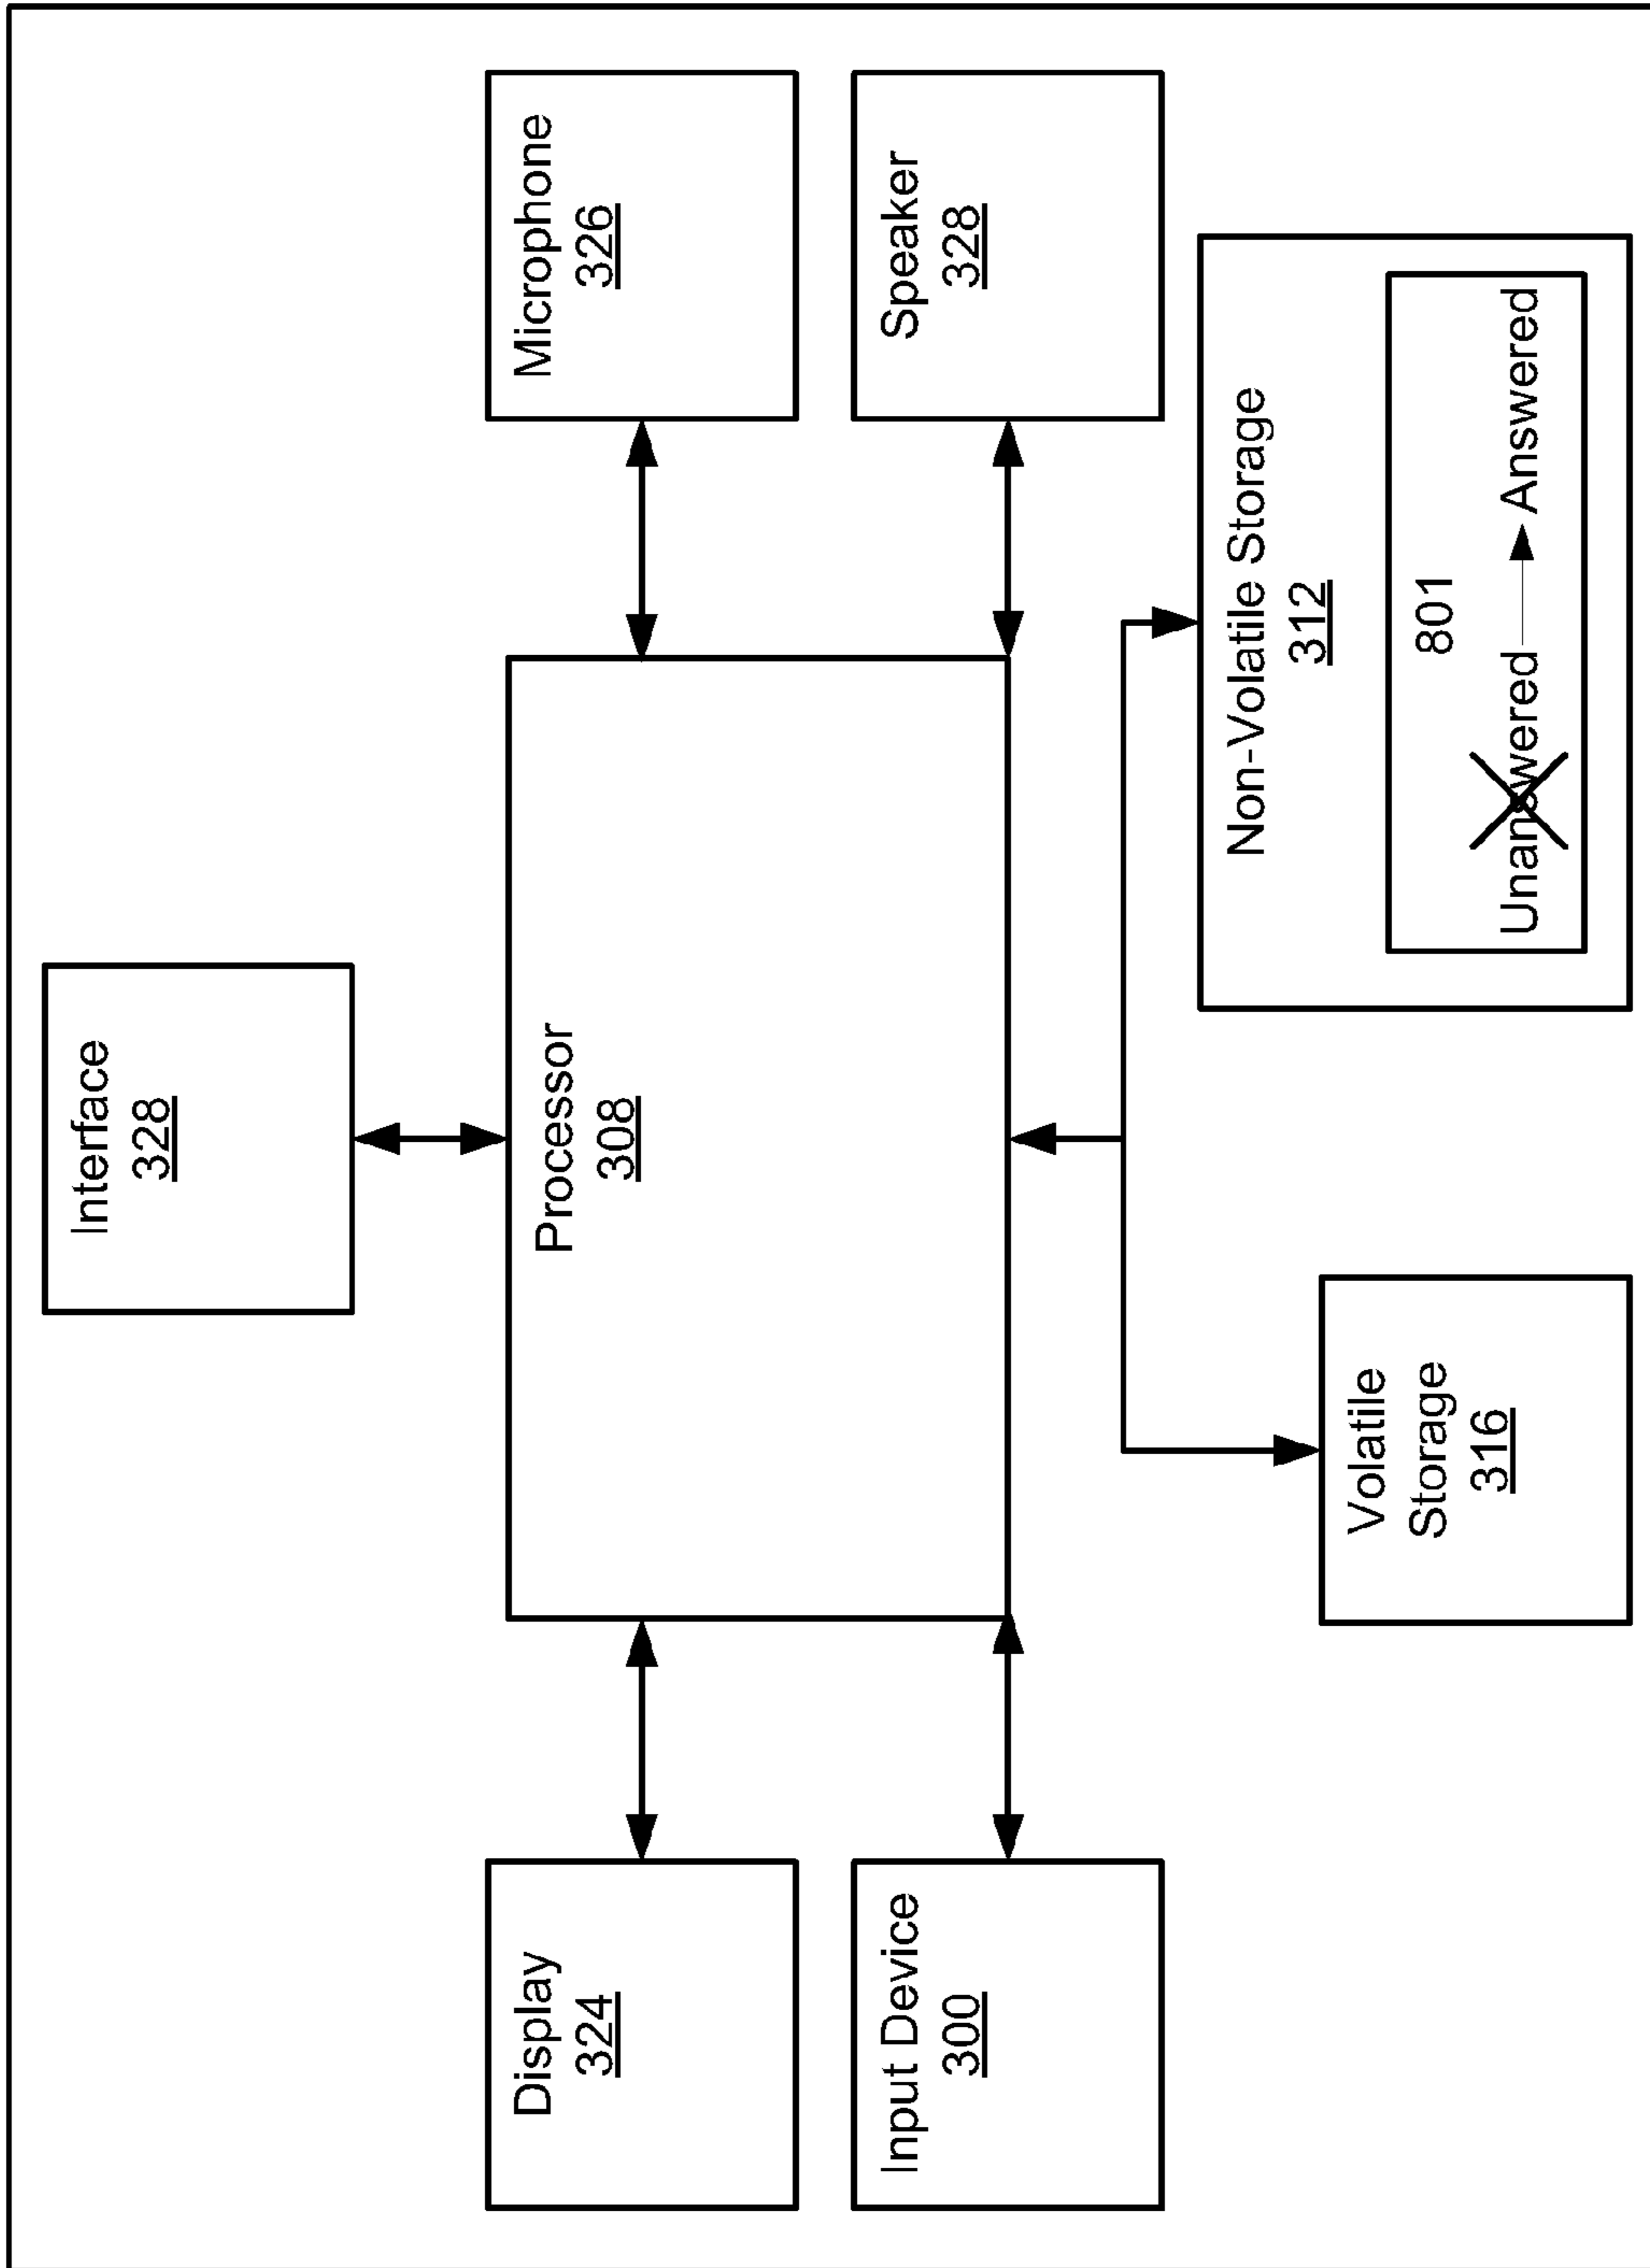 Interface
328
Display
324
Processor
308
Microphone
326
Input Device
300
Speaker
328
Volatile
Storage
316
Non-Volatile Storage
312
801
Unanswered
Answered